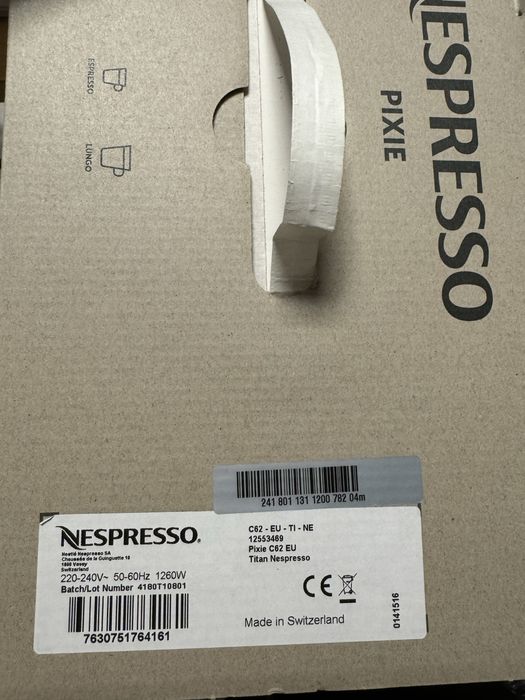 NESPRESSO
PIXIE
ESPRESSO
LUNGO
241 801 131 1200 782 04m
NESPRESSO®
Nestlé Nespresso SA
Chaussée de la Guinguette 10
1800 Vevey
Switzerland
220-240V~ 50-60Hz 1260W
Batch/Lot Number 4180T10801
7630751764161
C62 - EU - TI - NE
12553469
Pixie C62 EU
Titan Nespresso
CE
Made in Switzerland
0141516